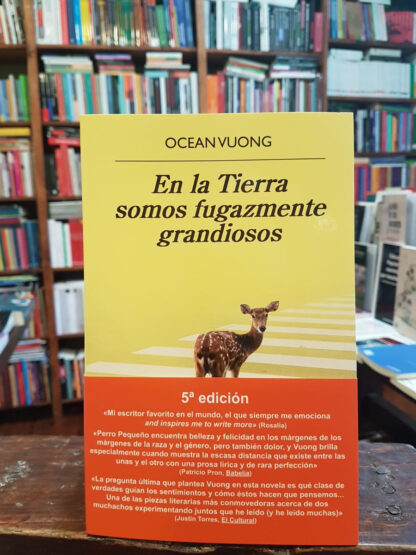 OCEAN VUONG
En la Tierra
somos fugazmente
grandiosos
5ª edición
«Mi escritor favorito en el mundo, el que siempre me emociona
and inspires me to write more» (Rosalía)
«Perro Pequeño encuentra belleza y felicidad en los márgenes de los
márgenes de la raza y el género, pero también dolor, y Vuong brilla
especialmente cuando muestra la escasa distancia que existe entre las
unas y el otro con una prosa lírica y de rara perfección»
(Patricio Pron, Babelia)
«La pregunta última que plantea Vuong en esta novela es qué clase de
verdades guían los sentimientos y cómo éstos hacen que pensemos...
Una de las piezas literarias más conmovedoras acerca de dos
muchachos experimentando juntos que he leído (y he leído muchas)»
(Justin Torres, El Cultural)